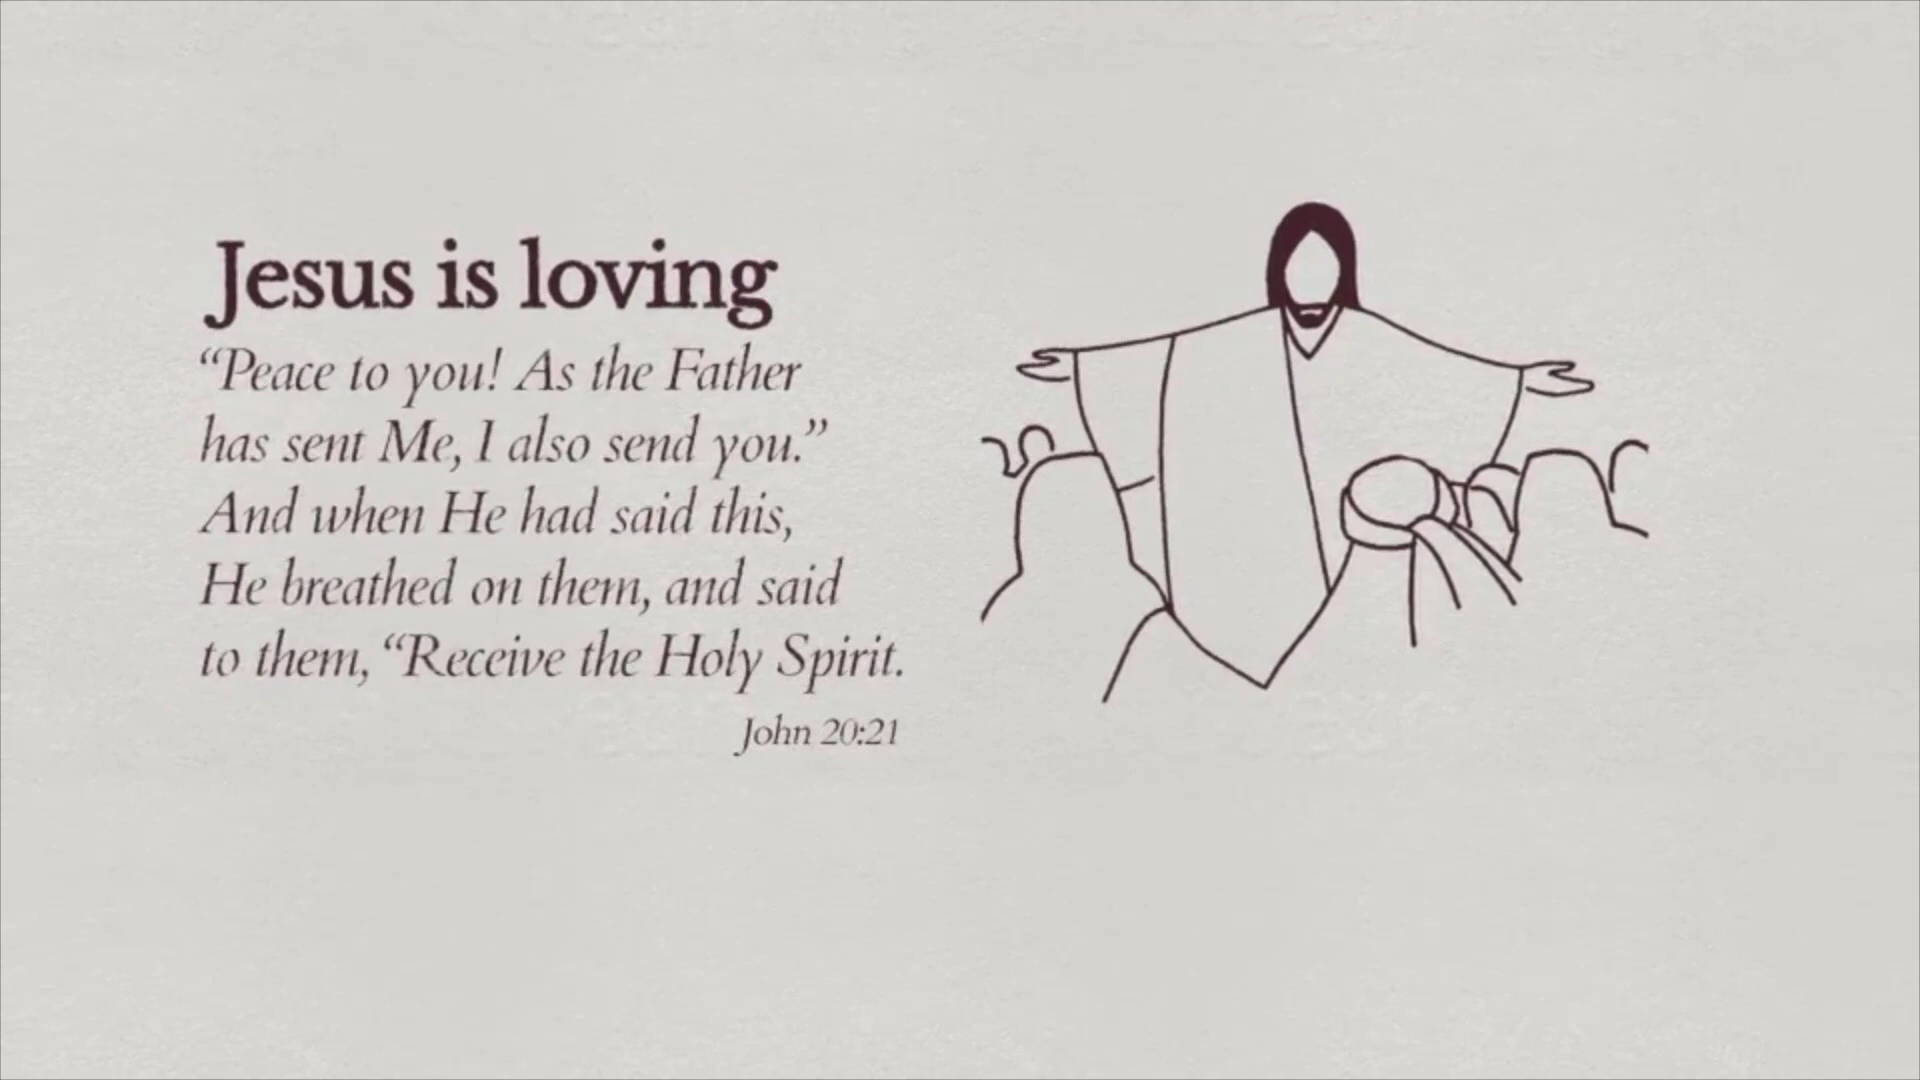 Jesus is loving
“Peace to you! As the Father
has sent Me, I also send you.”
And when He had said this,
He breathed on them, and said
to them, “Receive the Holy Spirit.
John 20:21